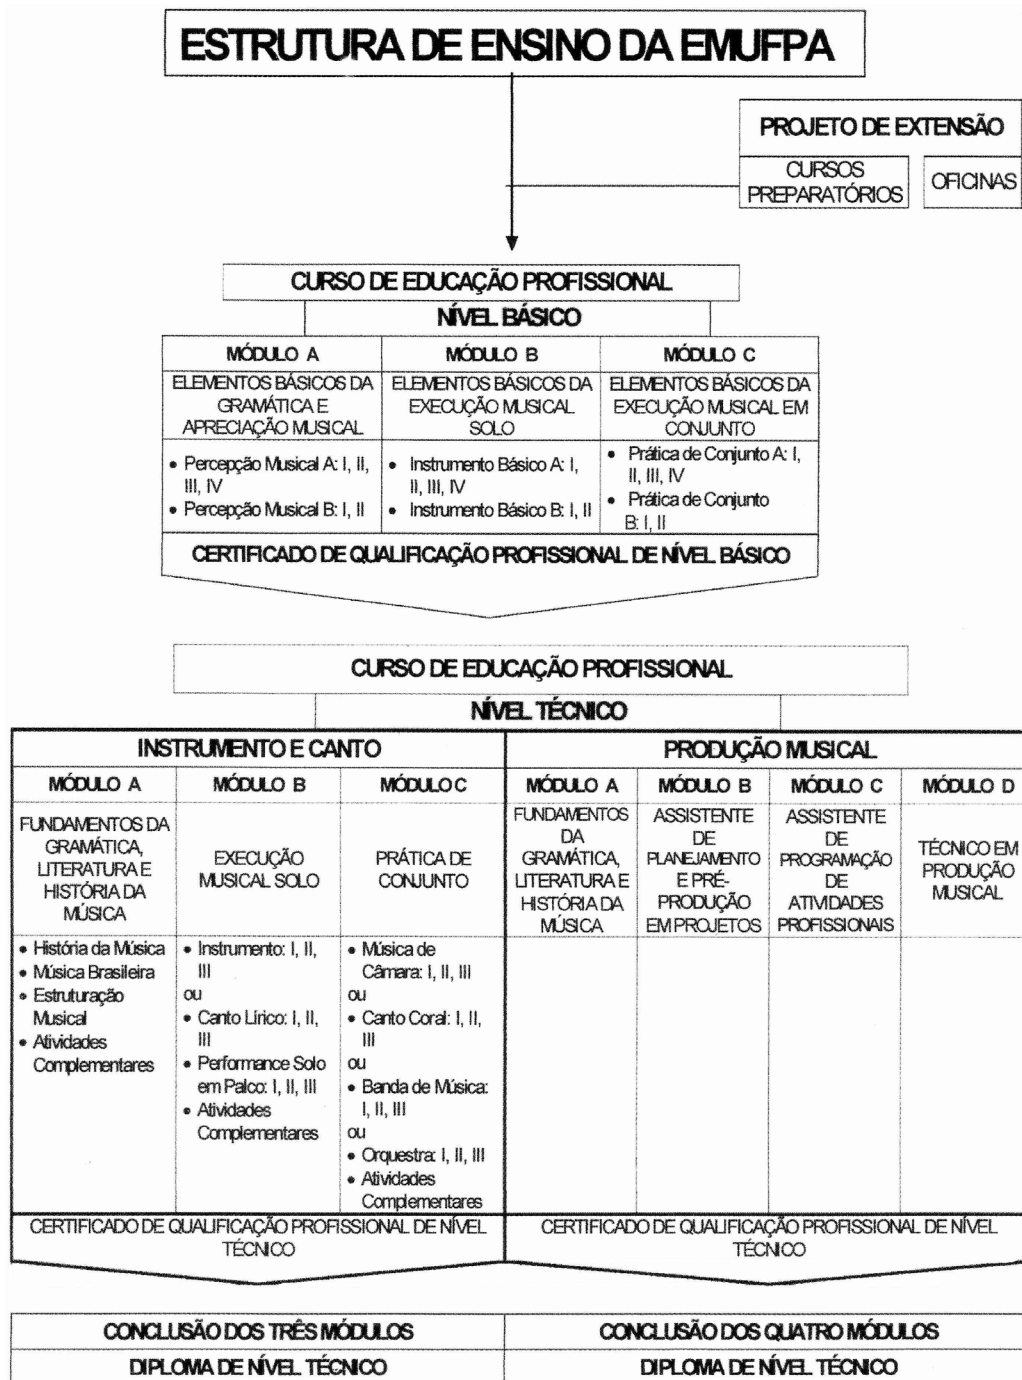 ESTRUTURA DE ENSINO DA EMUFPA
PROJETO DE EXTENSÃO
CURSOS
PREPARATÓRIOS
OFICINAS
CURSO DE EDUCAÇÃO PROFISSIONAL
NÍVEL BÁSICO
MÓDULO A
ELEMENTOS BÁSICOS DA
GRAMÁTICA E
APRECIAÇÃO MUSICAL
• Percepção Musical A: I, II,
III, IV
• Percepção Musical B: I, II
MÓDULO B
ELEMENTOS BÁSICOS DA
EXECUÇÃO MUSICAL
SOLO
• Instrumento Básico A: I,
II, III, IV
• Instrumento Básico B: I, II
MÓDULO C
ELEMENTOS BÁSICOS DA
EXECUÇÃO MUSICAL EM
CONJUNTO
• Prática de Conjunto A: I,
II, III, IV
• Prática de Conjunto
B: I, II
CERTIFICADO DE QUALIFICAÇÃO PROFISSIONAL DE NÍVEL BÁSICO
CURSO DE EDUCAÇÃO PROFISSIONAL
NÍVEL TÉCNICO
INSTRUMENTO E CANTO
MÓDULO A
FUNDAMENTOS DA
GRAMÁTICA,
LITERATURA E
HISTÓRIA DA
MÚSICA
• História da Música
• Música Brasileira
• Estruturação
Musical
• Atividades
Complementares
MÓDULO B
EXECUÇÃO
MUSICAL SOLO
• Instrumento: I, II,
III
ou
• Canto Lírico: I, II,
III
• Performance Solo
em Palco: I, II, III
• Atividades
Complementares
MÓDULO C
PRÁTICA DE
CONJUNTO
• Música de
Câmara: I, II, III
ou
• Canto Coral: I, II,
III
ou
• Banda de Música:
I, II, III
ou
• Orquestra: I, II, III
• Atividades
Complementares
CERTIFICADO DE QUALIFICAÇÃO PROFISSIONAL DE NÍVEL
TÉCNICO
PRODUÇÃO MUSICAL
MÓDULO A
FUNDAMENTOS
DA
GRAMÁTICA,
LITERATURA E
HISTÓRIA DA
MÚSICA
MÓDULO B
ASSISTENTE
DE
PLANEJAMENTO
E PRÉ-
PRODUÇÃO
EM PROJETOS
MÓDULO C
ASSISTENTE
DE
PROGRAMAÇÃO
DE
ATIVIDADES
PROFISSIONAIS
MÓDULO D
TÉCNICO EM
PRODUÇÃO
MUSICAL
CERTIFICADO DE QUALIFICAÇÃO PROFISSIONAL DE NÍVEL
TÉCNICO
CONCLUSÃO DOS TRÊS MÓDULOS
DIPLOMA DE NÍVEL TÉCNICO
CONCLUSÃO DOS QUATRO MÓDULOS
DIPLOMA DE NÍVEL TÉCNICO